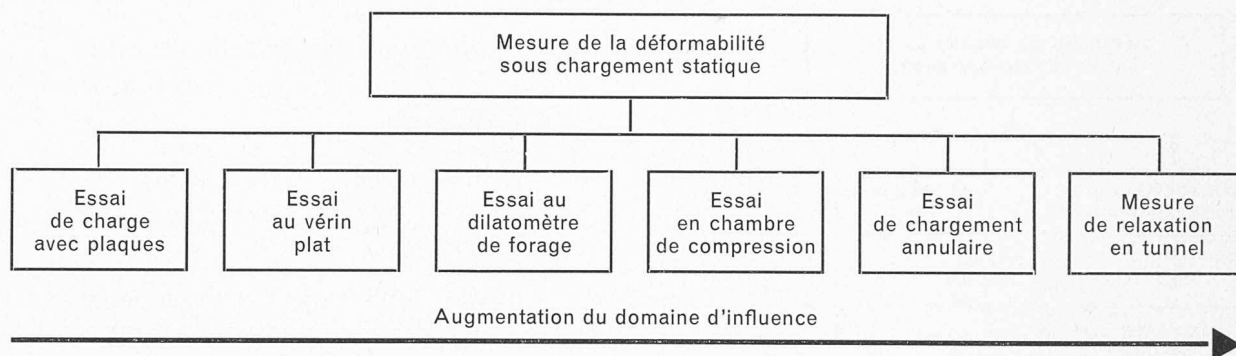 Mesure de la déformabilité
sous chargement statique
Essai
de charge
avec plaques
Essai
au vérin
plat
Essai au
dilatomètre
de forage
Essai
en chambre
de compression
Essai
de chargement
annulaire
Mesure
de relaxation
en tunnel
Augmentation du domaine d'influence